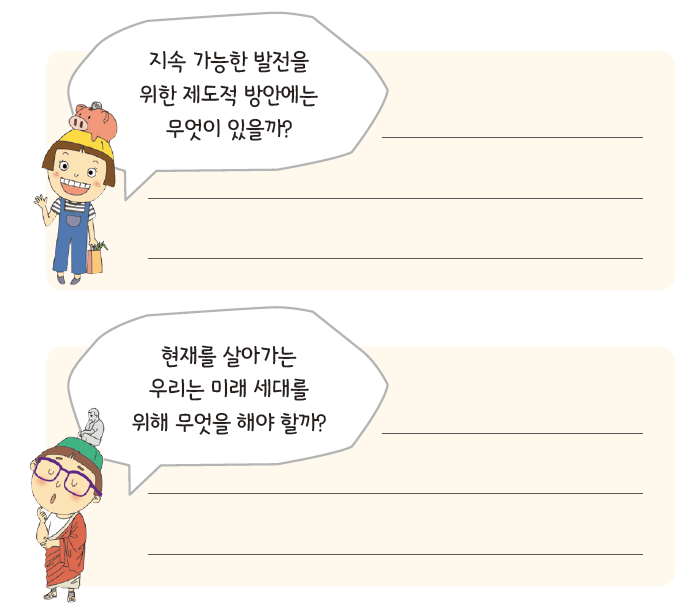 지속 가능한 발전을
위한 제도적 방안에는
무엇이 있을까?
현재를 살아가는
우리는 미래 세대를
위해 무엇을 해야 할까?